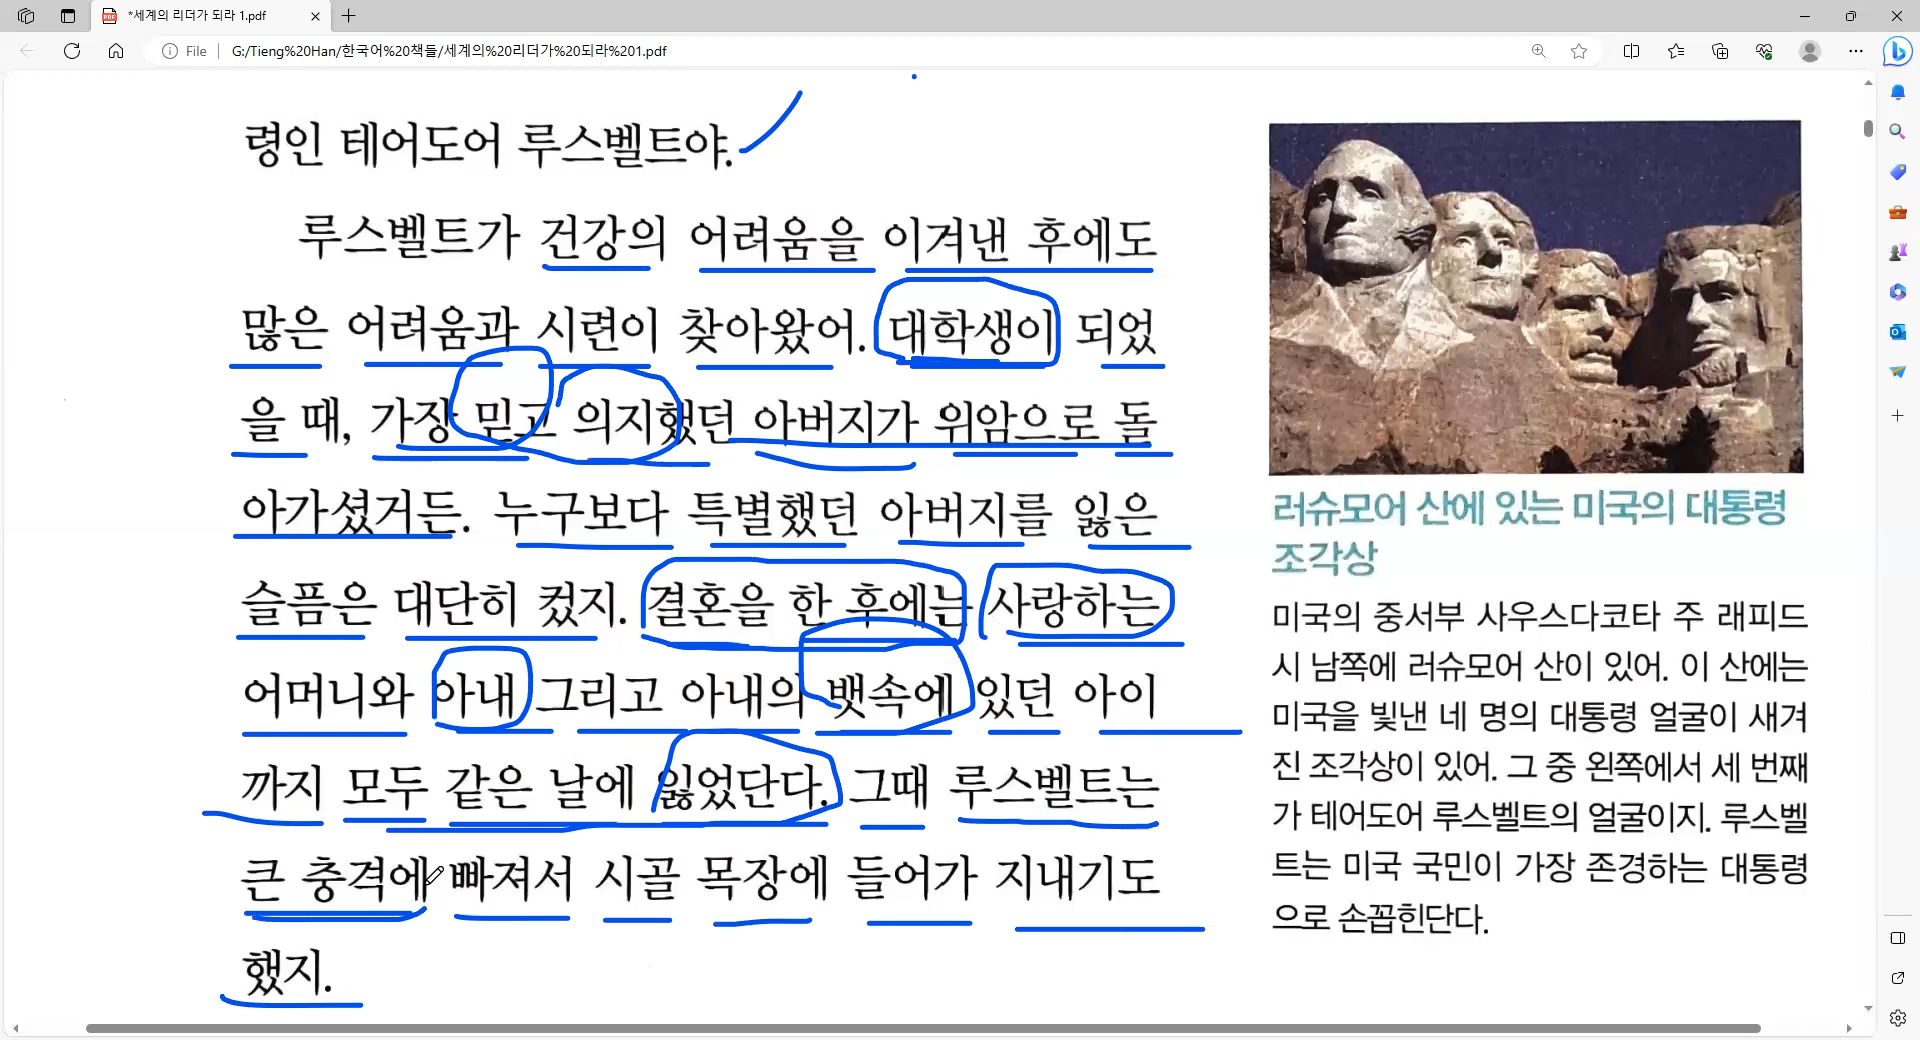 *세계의 리더가 되라 1.pdf
File
G:/Tieng%20Han/한국어%20책들/세계의%20리더가%20되라%201.pdf
령인 테어도어 루스벨트야.
루스벨트가 건강의 어려움을 이겨낸 후에도
많은 어려움과 시련이 찾아왔어. 대학생이 되었
을 때, 가장 믿고 의지했던 아버지가 위암으로 돌
아가셨거든. 누구보다 특별했던 아버지를 잃은
슬픔은 대단히 컸지. 결혼을 한 후에는 사랑하는
어머니와 아내 그리고 아내의 뱃속에 있던 아이
까지 모두 같은 날에 잃었단다. 그때 루스벨트는
큰 충격에 빠져서 시골 목장에 들어가 지내기도
했지.
러슈모어 산에 있는 미국의 대통령
조각상
미국의 중서부 사우스다코타 주 래피드
시 남쪽에 러슈모어 산이 있어. 이 산에는
미국을 빛낸 네 명의 대통령 얼굴이 새겨
진 조각상이 있어. 그 중 왼쪽에서 세 번째
가 테어도어 루스벨트의 얼굴이지. 루스벨
트는 미국 국민이 가장 존경하는 대통령
으로 손꼽힌단다.